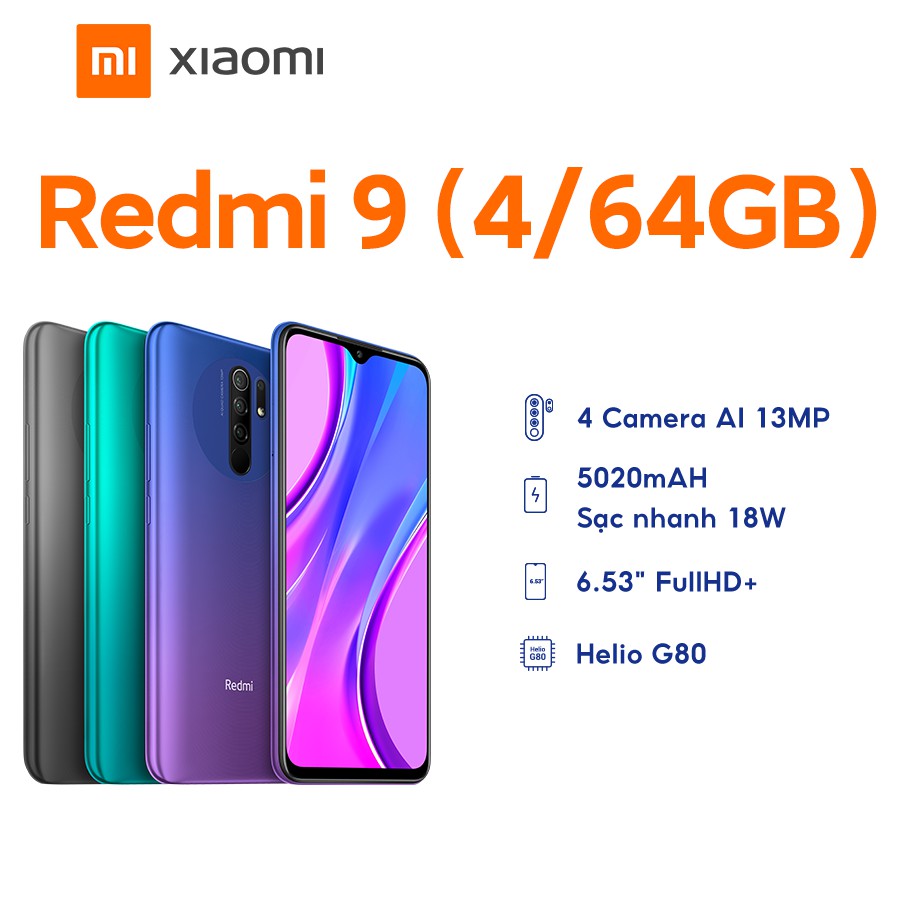 mi xiaomi
Redmi 9 (4/64GB)
4 Camera AI 13MP
5020mAH
Sạc nhanh 18W
6.53"
6.53" FullHD+
Helio
G80
Helio G80
Redmi